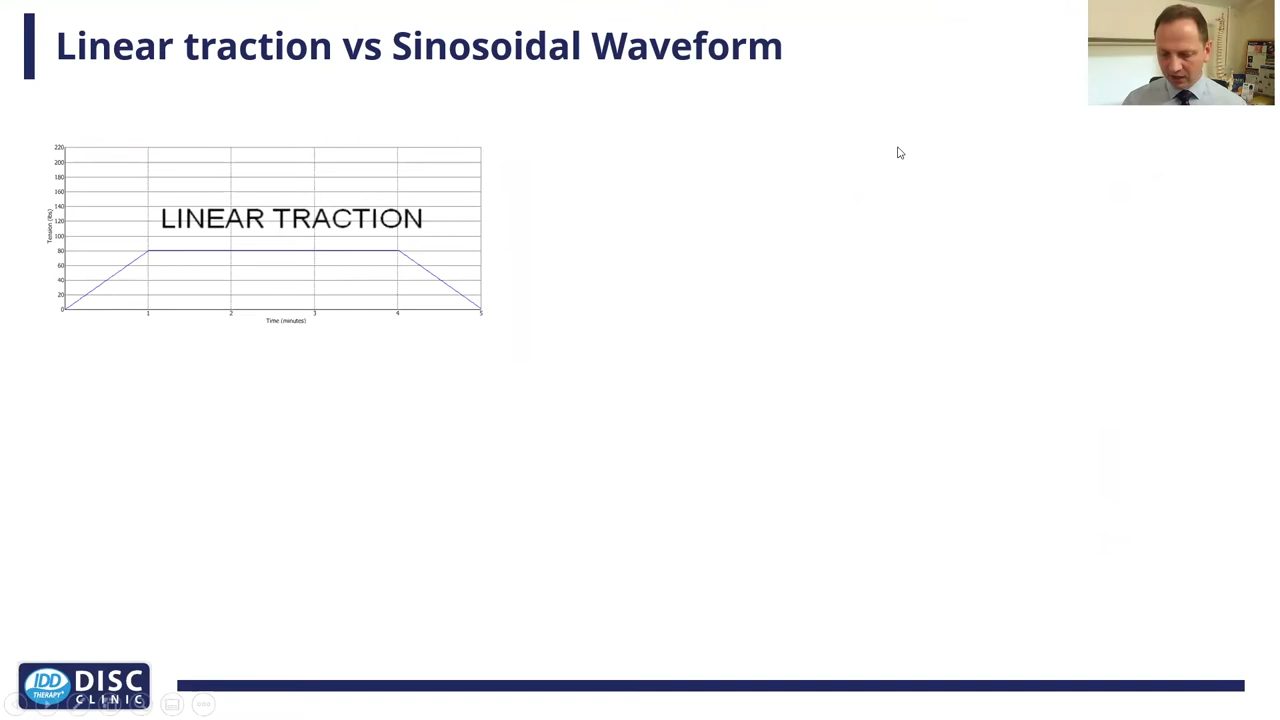 Linear traction vs Sinosoidal Waveform
220
200
180
160
140
120
100
80
60
40
20
0
Tension (lbs)
LINEAR TRACTION
1 2 3 4 5
Time (minutes)
IDD THERAPY® DISC CLINIC